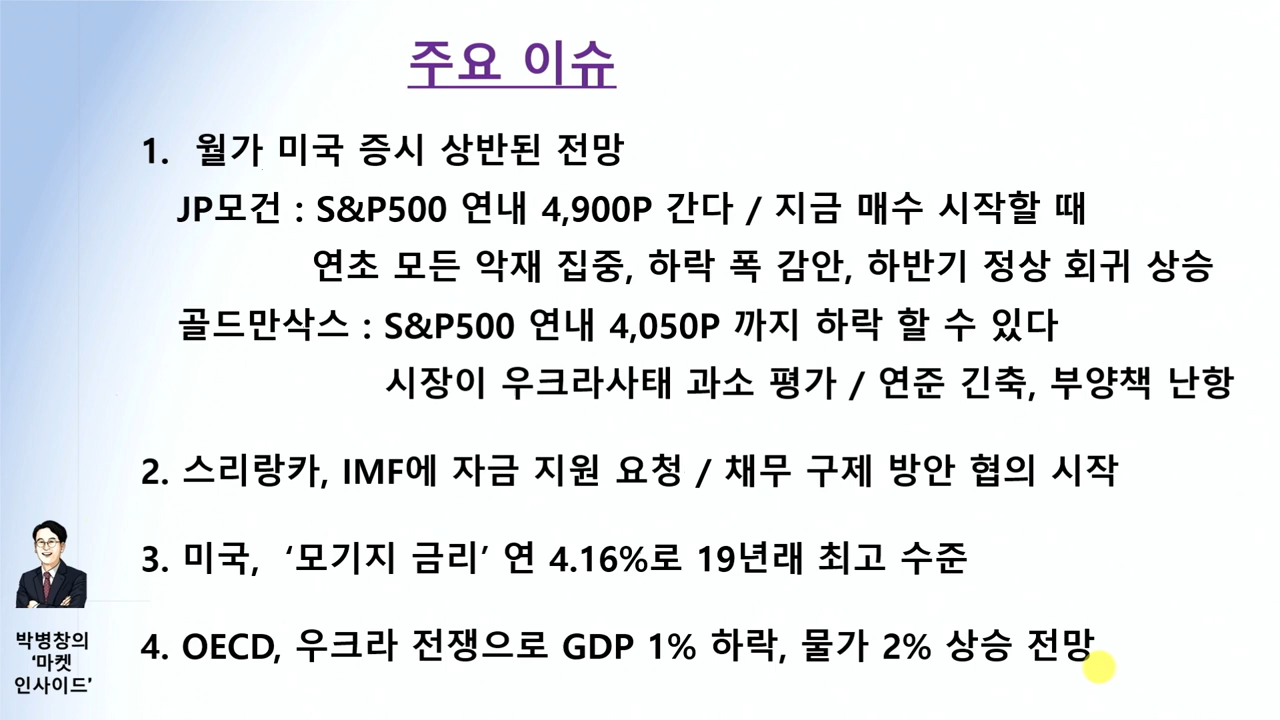 주요 이슈
1. 월가 미국 증시 상반된 전망
JP모건 : S&P500 연내 4,900P 간다 / 지금 매수 시작할 때
연초 모든 악재 집중, 하락 폭 감안, 하반기 정상 회귀 상승
골드만삭스 : S&P500 연내 4,050P 까지 하락 할 수 있다
시장이 우크라사태 과소 평가 / 연준 긴축, 부양책 난항
2. 스리랑카, IMF에 자금 지원 요청 / 채무 구제 방안 협의 시작
3. 미국, ‘모기지 금리’ 연 4.16%로 19년래 최고 수준
4. OECD, 우크라 전쟁으로 GDP 1% 하락, 물가 2% 상승 전망
박병창의
‘마켓
인사이드’